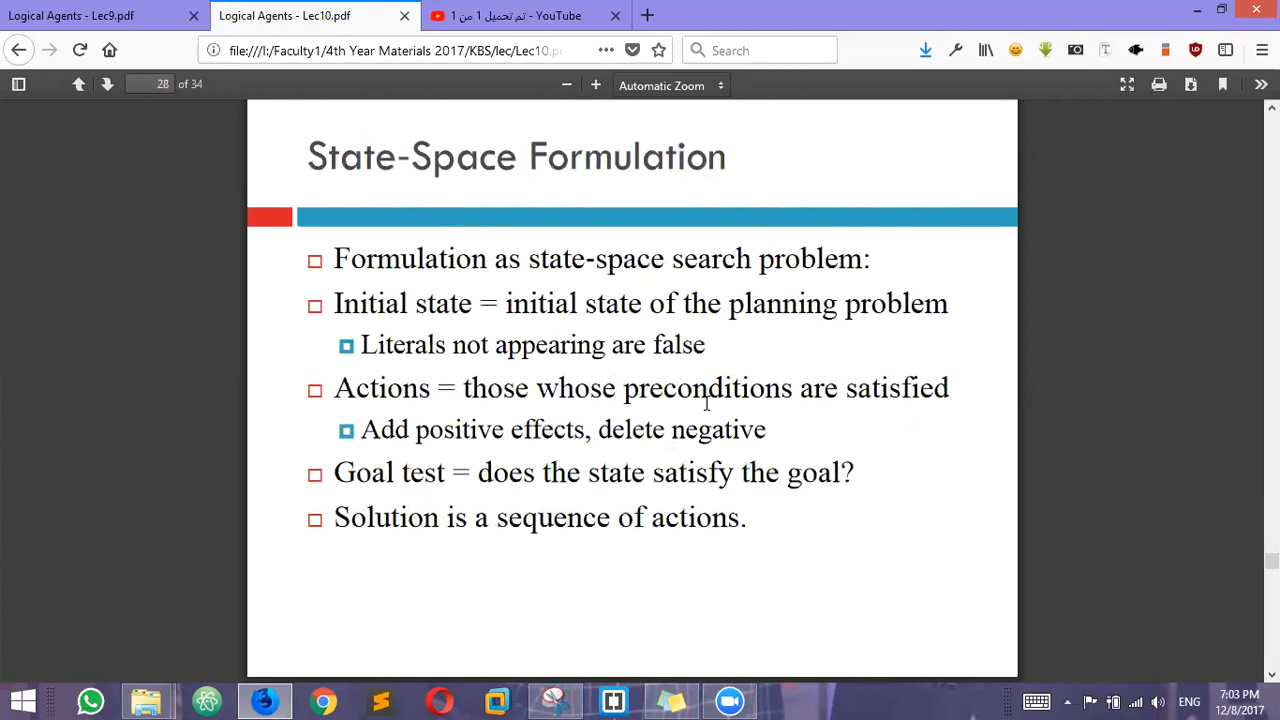 Logical Agents - Lec9.pdf
Logical Agents - Lec10.pdf
تم تحميل 1 من 1 - YouTube
file:///I:/Faculty1/4th Year Materials 2017/KBS/lec/Lec10.p
Search
28 of 34
Automatic Zoom
State-Space Formulation
Formulation as state-space search problem:
Initial state = initial state of the planning problem
Literals not appearing are false
Actions = those whose preconditions are satisfied
Add positive effects, delete negative
Goal test = does the state satisfy the goal?
Solution is a sequence of actions.
ENG
7:03 PM
12/8/2017